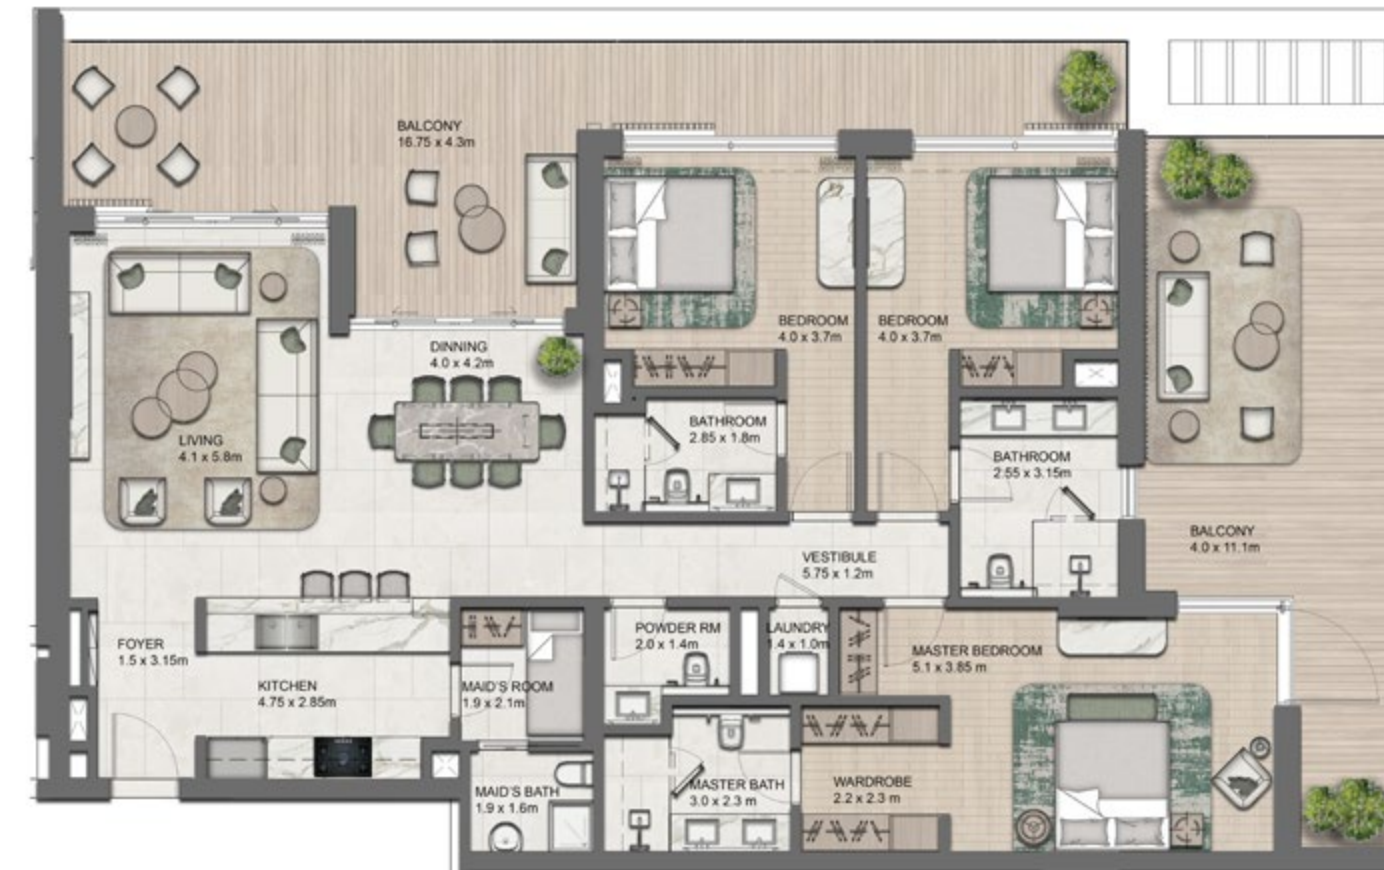 BALCONY
16.75 x 4.3m
DINNING
4.0 x 4.2m
BEDROOM
4.0 x 3.7m
BEDROOM
4.0 x 3.7m
LIVING
4.1 x 5.8m
BATHROOM
2.85 x 1.8m
BATHROOM
2.55 x 3.15m
BALCONY
4.0 x 11.1m
VESTIBULE
5.75 x 1.2m
FOYER
1.5 x 3.15m
KITCHEN
4.75 x 2.85m
MAID'S ROOM
1.9 x 2.1m
POWDER RM
2.0 x 1.4m
LAUNDRY
1.4 x 1.0m
MASTER BEDROOM
5.1 x 3.85 m
MAID'S BATH
1.9 x 1.6m
MASTER BATH
3.0 x 2.3 m
WARDROBE
2.2 x 2.3 m